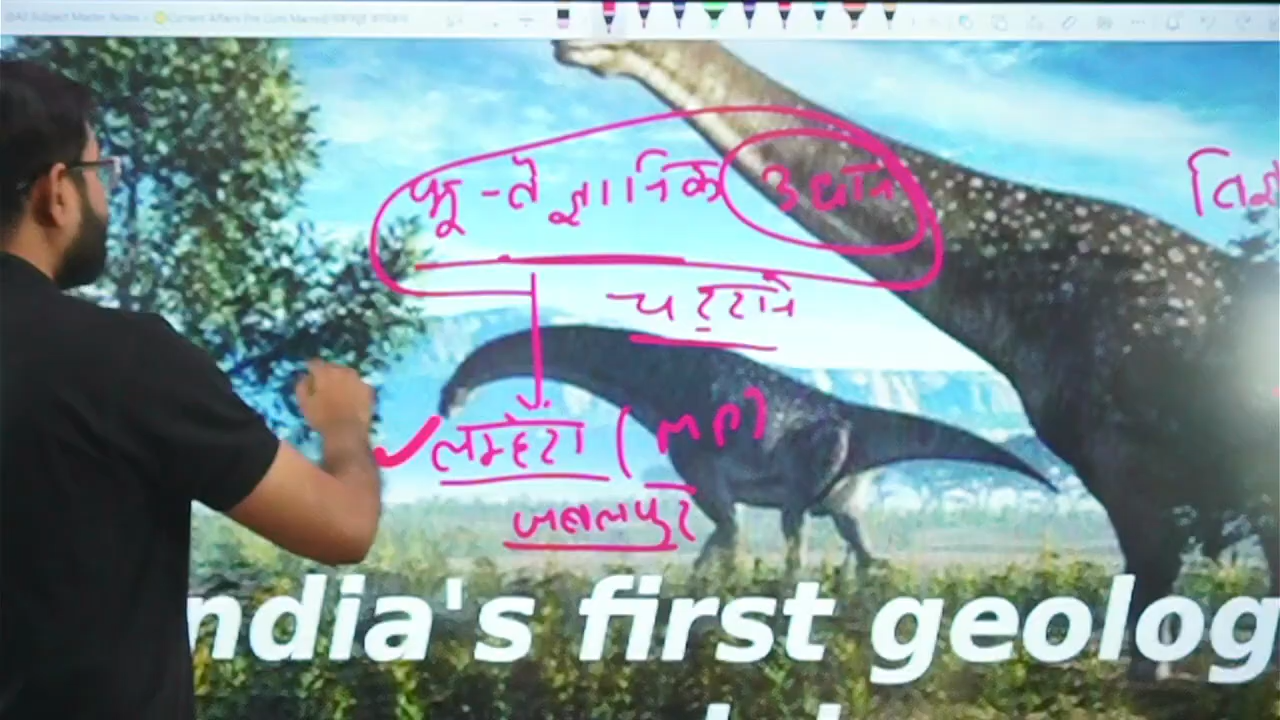 भू-वैज्ञानिक उद्यान
चट्टान
लम्हेटा (MP)
जबलपुर
ndia's first geolog